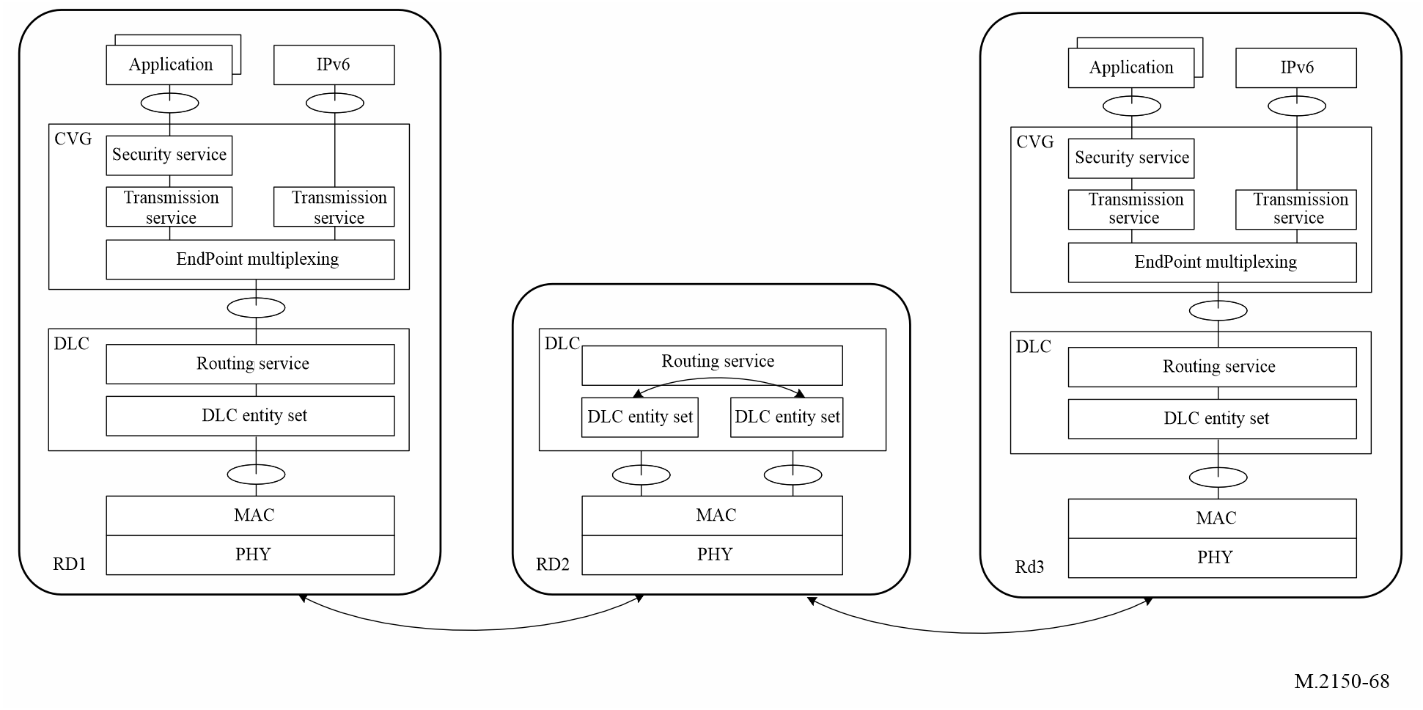 Application
IPv6
CVG
Security service
Transmission
service
Transmission
service
EndPoint multiplexing
DLC
Routing service
DLC entity set
MAC
PHY
RD1
DLC
Routing service
DLC entity set
DLC entity set
MAC
PHY
RD2
Application
IPv6
CVG
Security service
Transmission
service
Transmission
service
EndPoint multiplexing
DLC
Routing service
DLC entity set
MAC
PHY
Rd3
M.2150-68